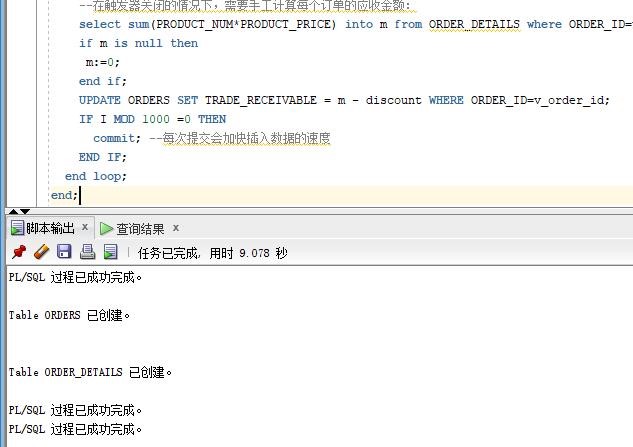 --在触发器关闭的情况下，需要手工计算每个订单的应收金额：
select sum(PRODUCT_NUM*PRODUCT_PRICE) into m from ORDER_DETAILS where ORDER_ID=
if m is null then
m:=0;
end if;
UPDATE ORDERS SET TRADE_RECEIVABLE = m - discount WHERE ORDER_ID=v_order_id;
IF I MOD 1000 =0 THEN
commit; --每次提交会加快插入数据的速度
END IF;
end loop;
end;
脚本输出 x 查询结果 x
任务已完成, 用时 9.078 秒
PL/SQL 过程已成功完成。
Table ORDERS 已创建。
Table ORDER_DETAILS 已创建。
PL/SQL 过程已成功完成。
PL/SQL 过程已成功完成。